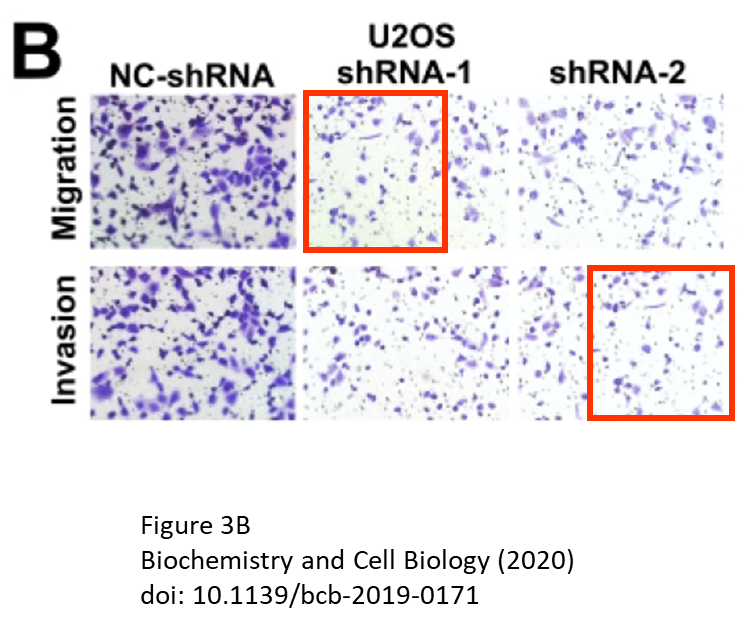 B
U2OS
NC-shRNA shRNA-1 shRNA-2
Migration
Invasion
Figure 3B
Biochemistry and Cell Biology (2020)
doi: 10.1139/bcb-2019-0171